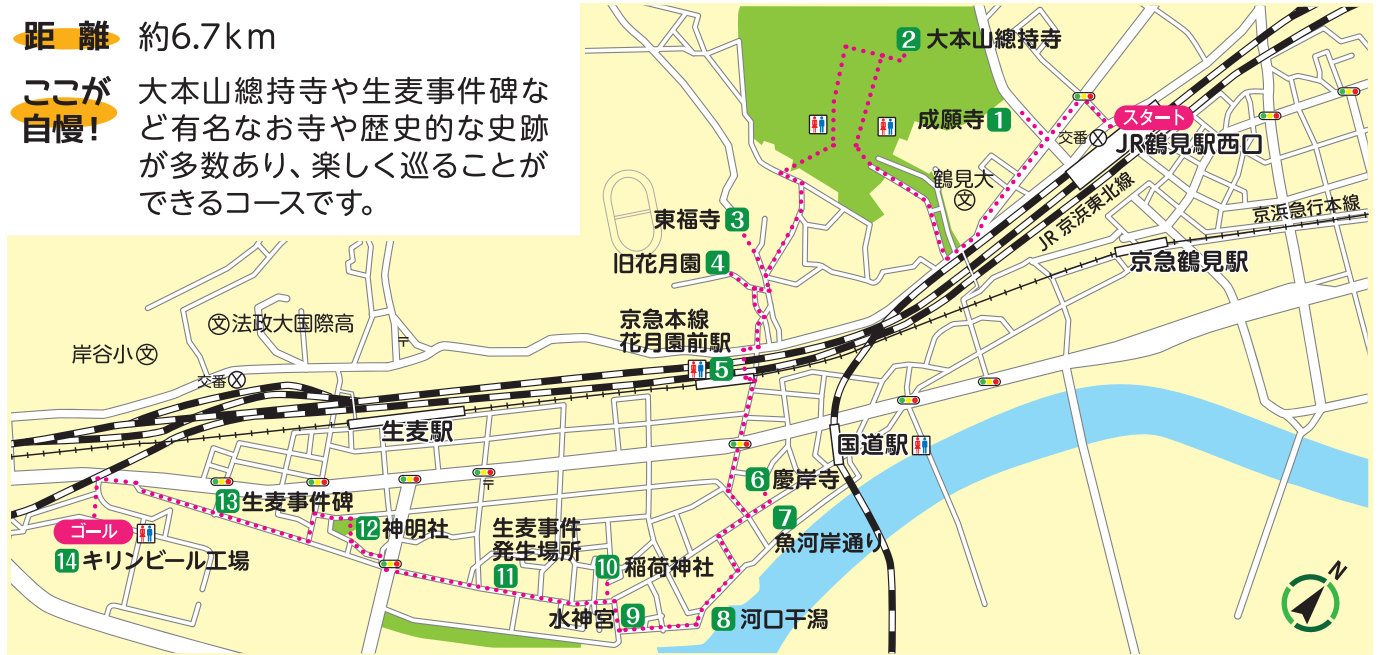 距離 約6.7km
ここが
自慢！
大本山總持寺や生麦事件碑な
ど有名なお寺や歴史的な史跡
が多数あり、楽しく巡ることが
できるコースです。
2 大本山總持寺
成願寺 1
スタート
交番
JR鶴見駅西口
鶴見大
文
JR京浜東北線
京浜急行本線
京急鶴見駅
東福寺 3
旧花月園 4
京急本線
花月園前駅
5
文 法政大国際高
岸谷小 文
交番
〒
生麦駅
国道駅
6 慶岸寺
7
魚河岸通り
〒
13 生麦事件碑
12 神明社
生麦事件
発生場所
11
10 稲荷神社
水神宮 9
8 河口干潟
ゴール
14 キリンビール工場
N